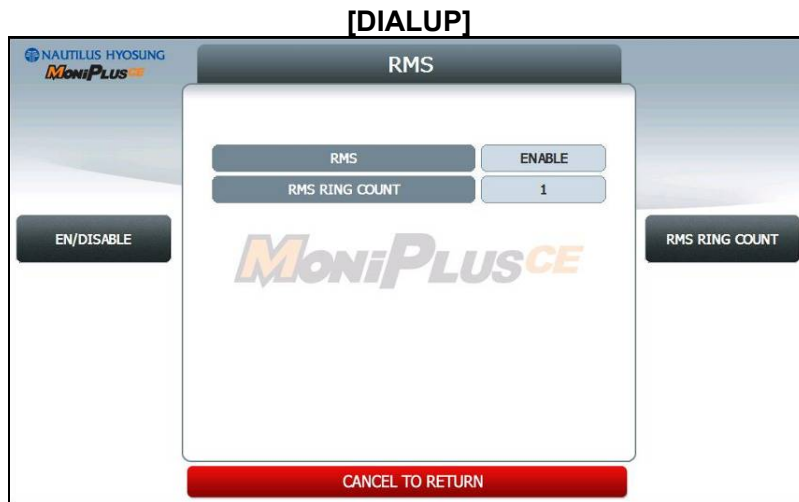 [DIALUP]
NAUTILUS HYOSUNG
MONiPLUSCE
RMS
RMS ENABLE
RMS RING COUNT 1
EN/DISABLE
RMS RING COUNT
MONiPLUSCE
CANCEL TO RETURN